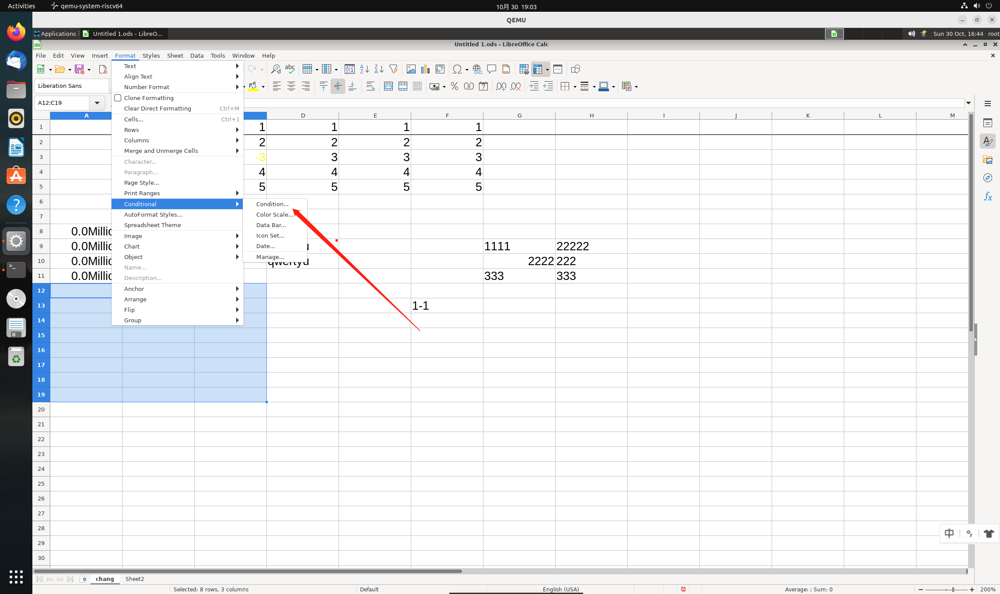 Activities
qemu-system-riscv64
10月 30 19:03
QEMU
Applications
Untitled 1.ods - LibreO...
Sun 30 Oct, 16:44
root
Untitled 1.ods - LibreOffice Calc
File Edit View Insert Format Styles Sheet Data Tools Window Help
Liberation Sans
A12:C19
Text
Align Text
Number Format
Clone Formatting
Clear Direct Formatting Ctrl+M
Cells... Ctrl+1
Rows
Columns
Merge and Unmerge Cells
Character...
Paragraph...
Page Style...
Print Ranges
Conditional
AutoFormat Styles...
Spreadsheet Theme
Image
Chart
Object
Name...
Description...
Anchor
Arrange
Flip
Group
Condition...
Color Scale...
Data Bar...
Icon Set...
Date...
Manage...
A D E F G H I J K L M
1 1 1 1 1
2 2 2 2 2
3 -3 3 3 3
4 4 4 4 4
5 5 5 5 5
6
7
8 0.0Millio
9 0.0Millio 1111 22222
10 0.0Millio qwertyu 2222 222
11 0.0Millio 333 333
12
13 1-1
14
15
16
17
18
19
20
21
22
23
24
25
26
27
28
29
30
中
chang
Sheet2
Selected: 8 rows, 3 columns
Default
English (USA)
Average: ; Sum: 0
200%